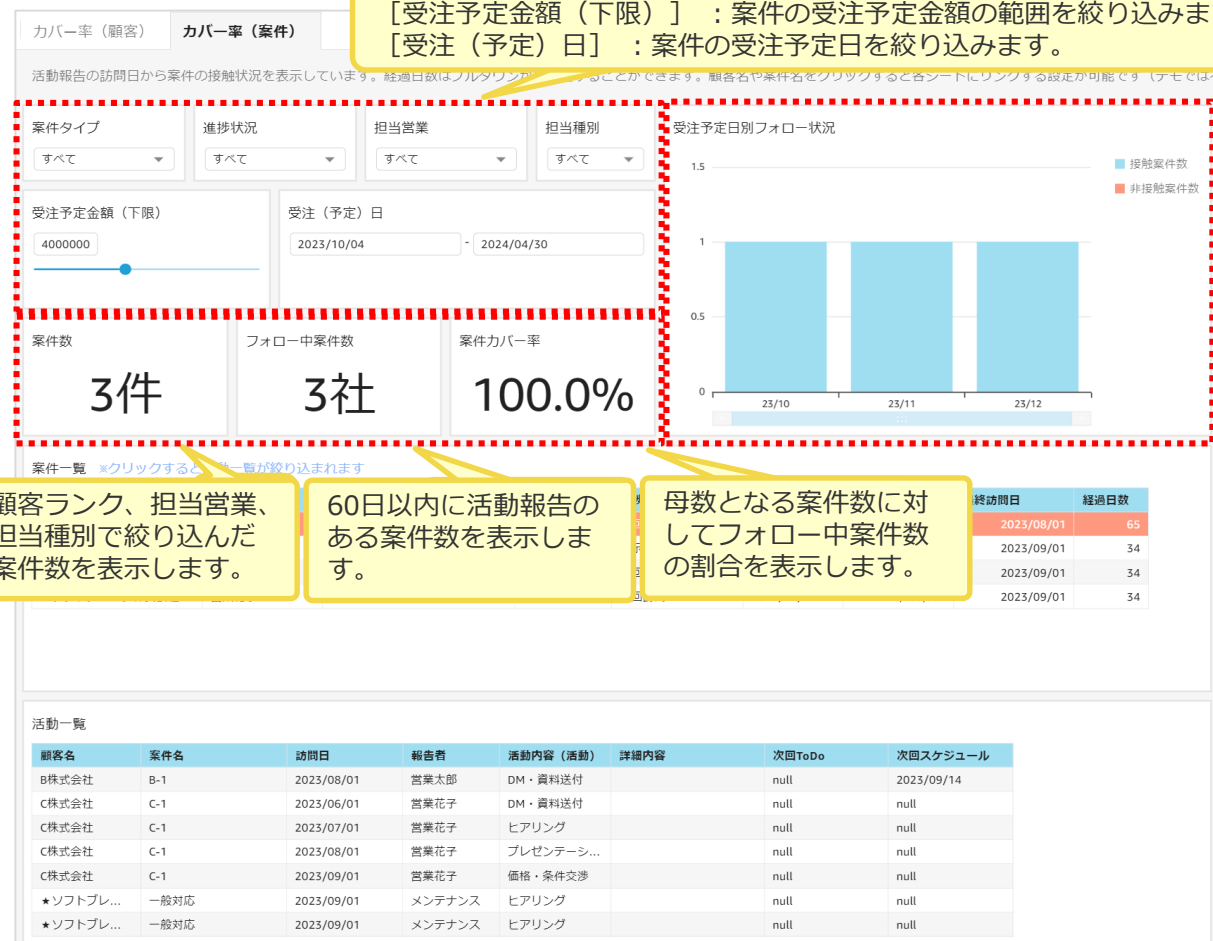 [受注予定金額（下限）] ：案件の受注予定金額の範囲を絞り込みま
[受注（予定）日] ：案件の受注予定日を絞り込みます。
カバー率（顧客） カバー率（案件）
活動報告の訪問日から案件の接触状況を表示しています。経過日数はプルダウンか することができます。顧客名や案件名をクリックすると各シートにリンクする設定が可能です（デモでは
案件タイプ 進捗状況 担当営業 担当種別
すべて すべて すべて すべて
受注予定金額（下限） 受注（予定）日
4000000 2023/10/04 - 2024/04/30
受注予定日別フォロー状況
1.5
接触案件数
非接触案件数
1
0.5
0
23/10 23/11 23/12
案件数 フォロー中案件数 案件カバー率
3件 3社 100.0%
案件一覧 ※クリックすると 動一覧が絞り込まれます
顧客ランク、担当営業、
担当種別で絞り込んだ
案件数を表示します。
60日以内に活動報告の
ある案件数を表示しま
す。
母数となる案件数に対
してフォロー中案件数
の割合を表示します。
終訪問日 経過日数
2023/08/01 65
2023/09/01 34
2023/09/01 34
2023/09/01 34
活動一覧
顧客名 案件名 訪問日 報告者 活動内容（活動） 詳細内容 次回ToDo 次回スケジュール
B株式会社 B-1 2023/08/01 営業太郎 DM・資料送付 null 2023/09/14
C株式会社 C-1 2023/06/01 営業花子 DM・資料送付 null null
C株式会社 C-1 2023/07/01 営業花子 ヒアリング null null
C株式会社 C-1 2023/08/01 営業花子 プレゼンテーシ... null null
C株式会社 C-1 2023/09/01 営業花子 価格・条件交渉 null null
★ソフトブレ... 一般対応 2023/09/01 メンテナンス ヒアリング null null
★ソフトブレ... 一般対応 2023/09/01 メンテナンス ヒアリング null null